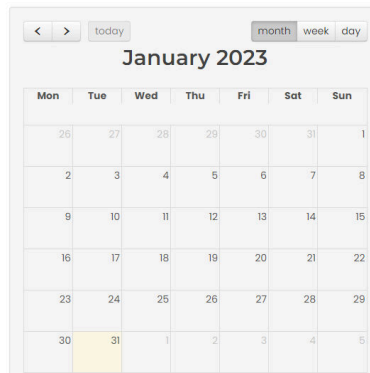 < > today month week day
January 2023
Mon Tue Wed Thu Fri Sat Sun
26 27 28 29 30 31 1
2 3 4 5 6 7 8
9 10 11 12 13 14 15
16 17 18 19 20 21 22
23 24 25 26 27 28 29
30 31 1 2 3 4 5